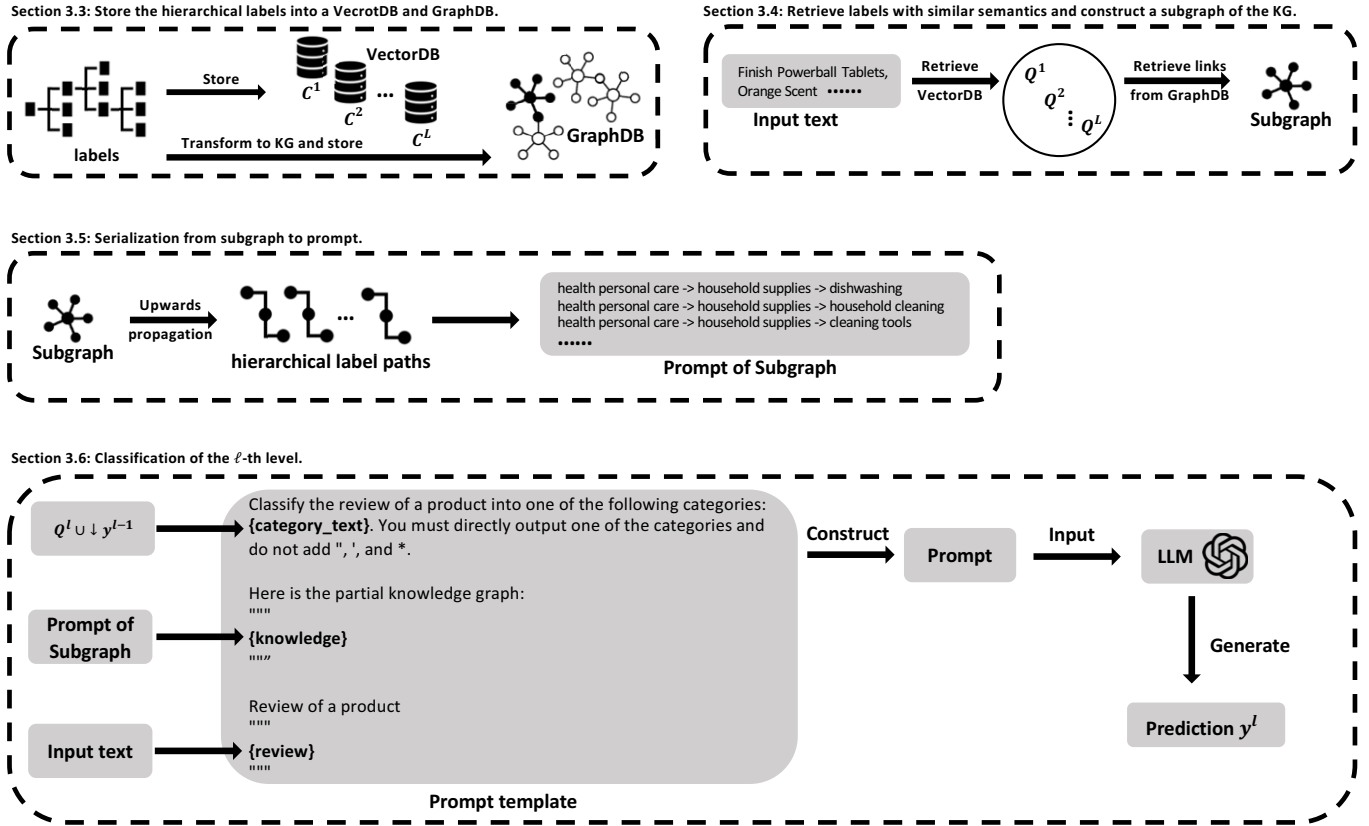 Section 3.3: Store the hierarchical labels into a VecrotDB and GraphDB.
Store
VectorDB
C^1
C^2
...
C^L
labels
Transform to KG and store
GraphDB
Section 3.4: Retrieve labels with similar semantics and construct a subgraph of the KG.
Finish Powerball Tablets,
Orange Scent ······
Input text
Retrieve
VectorDB
Q^1
Q^2
⋮
Q^L
Retrieve links
from GraphDB
Subgraph
Section 3.5: Serialization from subgraph to prompt.
Subgraph
Upwards
propagation
...
hierarchical label paths
health personal care -> household supplies -> dishwashing
health personal care -> household supplies -> household cleaning
health personal care -> household supplies -> cleaning tools
······
Prompt of Subgraph
Section 3.6: Classification of the ℓ-th level.
Q^l ∪ ↓ y^{l−1}
Prompt of
Subgraph
Input text
Classify the review of a product into one of the following categories:
{category_text}. You must directly output one of the categories and
do not add ", ', and *.
Here is the partial knowledge graph:
"""
{knowledge}
"""
Review of a product
"""
{review}
"""
Prompt template
Construct
Prompt
Input
LLM
Generate
Prediction y^l